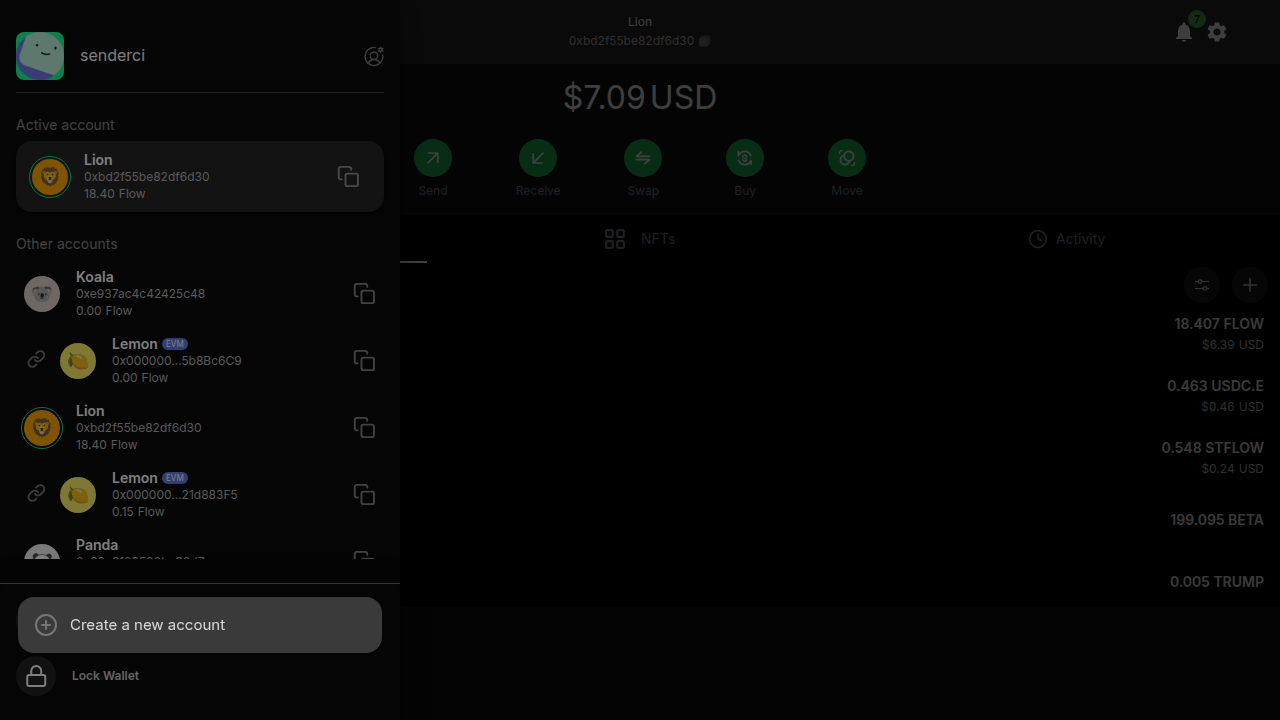 senderci
Active account
Lion
0xbd2f55be82df6d30
18.40 Flow
Other accounts
Koala
0xe937ac4c42425c48
0.00 Flow
Lemon EVM
0x000000...5b8Bc6C9
0.00 Flow
Lion
0xbd2f55be82df6d30
18.40 Flow
Lemon EVM
0x000000...21d883F5
0.15 Flow
Panda
Create a new account
Lock Wallet
Lion
0xbd2f55be82df6d30
7
$7.09 USD
Send
Receive
Swap
Buy
Move
NFTs
Activity
18.407 FLOW
$6.39 USD
0.463 USDC.E
$0.46 USD
0.548 STFLOW
$0.24 USD
199.095 BETA
0.005 TRUMP